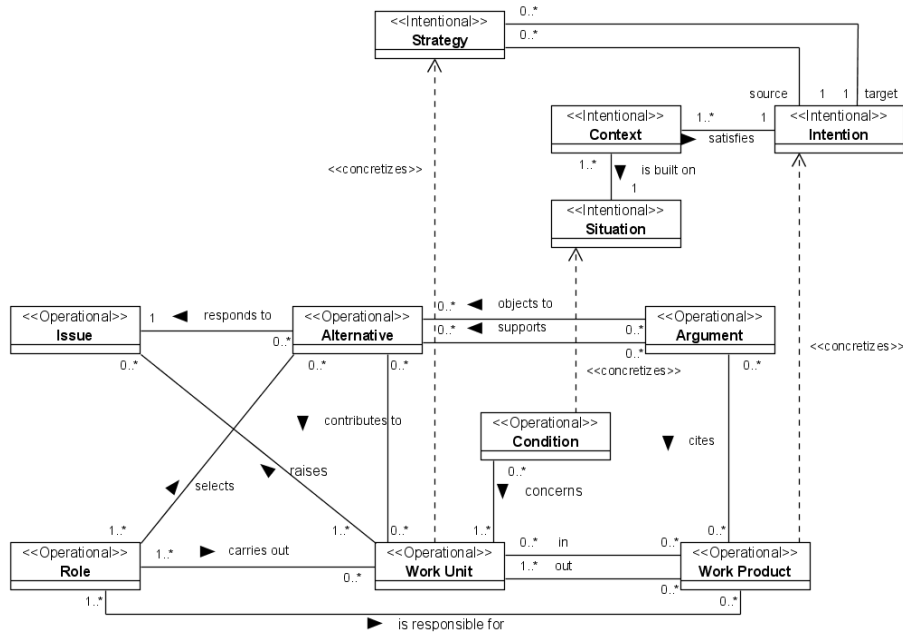 <<Intentional>>
Strategy
0..*
0..*
source
1
1
target
<<Intentional>>
Context
1..*
1
satisfies
<<Intentional>>
Intention
<<concretizes>>
1..*
is built on
1
<<Intentional>>
Situation
<<Operational>>
Issue
1
responds to
0..*
<<Operational>>
Alternative
0..*
objects to
0..*
supports
0..*
0..*
<<Operational>>
Argument
<<concretizes>>
0..*
0..*
0..*
<<concretizes>>
0..*
contributes to
<<Operational>>
Condition
cites
raises
0..*
selects
concerns
1..*
1..*
0..*
1..*
0..*
<<Operational>>
Role
1..*
carries out
0..*
<<Operational>>
Work Unit
0..*
in
0..*
1..*
out
0..*
<<Operational>>
Work Product
1..*
is responsible for
0..*